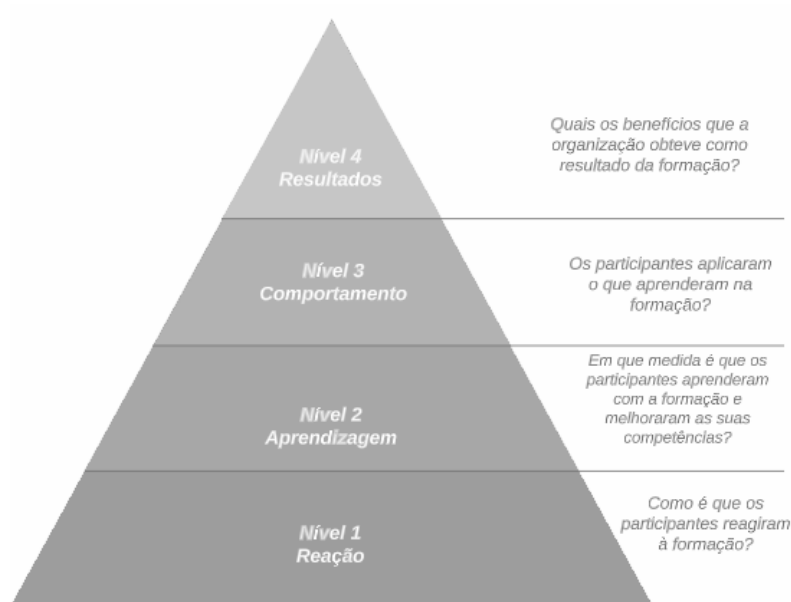 Nível 4
Resultados
Quais os benefícios que a
organização obteve como
resultado da formação?
Nível 3
Comportamento
Os participantes aplicaram
o que aprenderam na
formação?
Nível 2
Aprendizagem
Em que medida é que os
participantes aprenderam
com a formação e
melhoraram as suas
competências?
Nível 1
Reação
Como é que os
participantes reagiram
à formação?